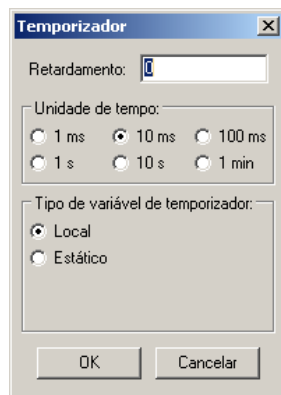 Temporizador
Retardamento: 0
Unidade de tempo:
1 ms 10 ms 100 ms
1 s 10 s 1 min
Tipo de variável de temporizador:
Local
Estático
OK Cancelar